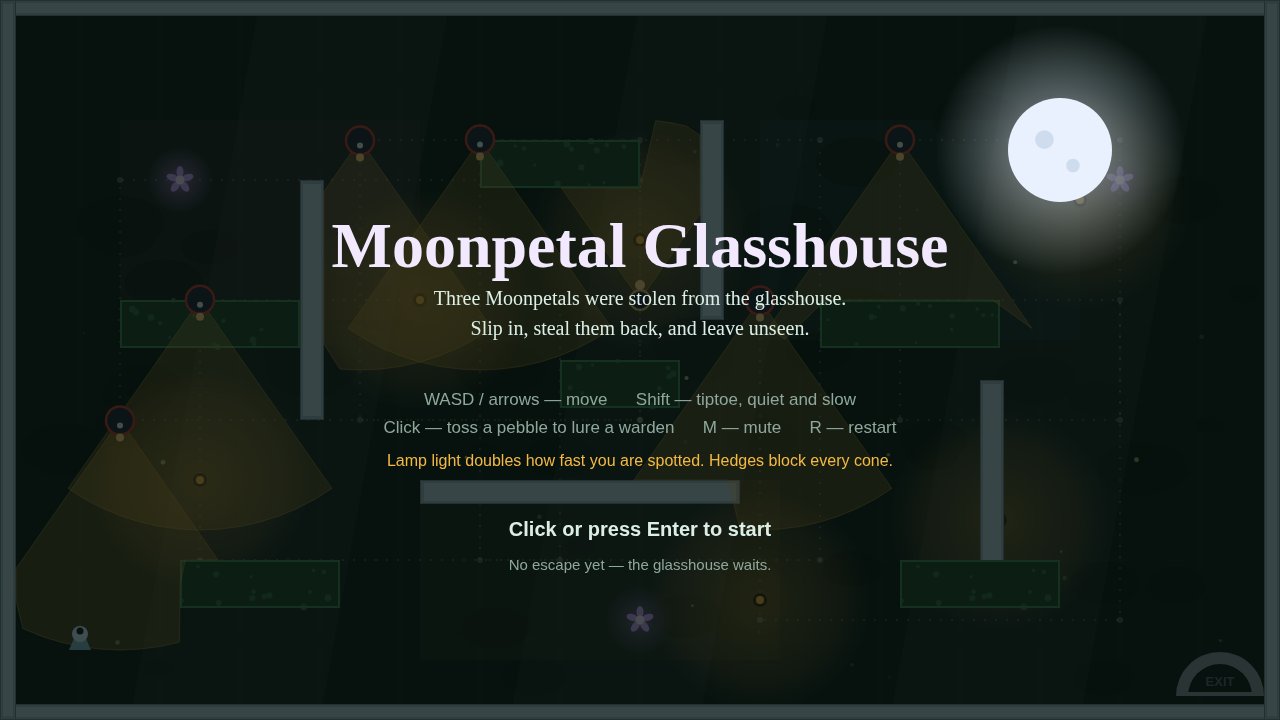 Moonpetal Glasshouse
Three Moonpetals were stolen from the glasshouse.
Slip in, steal them back, and leave unseen.
WASD / arrows — move Shift — tiptoe, quiet and slow
Click — toss a pebble to lure a warden M — mute R — restart
Lamp light doubles how fast you are spotted. Hedges block every cone.
Click or press Enter to start
No escape yet — the glasshouse waits.
EXIT